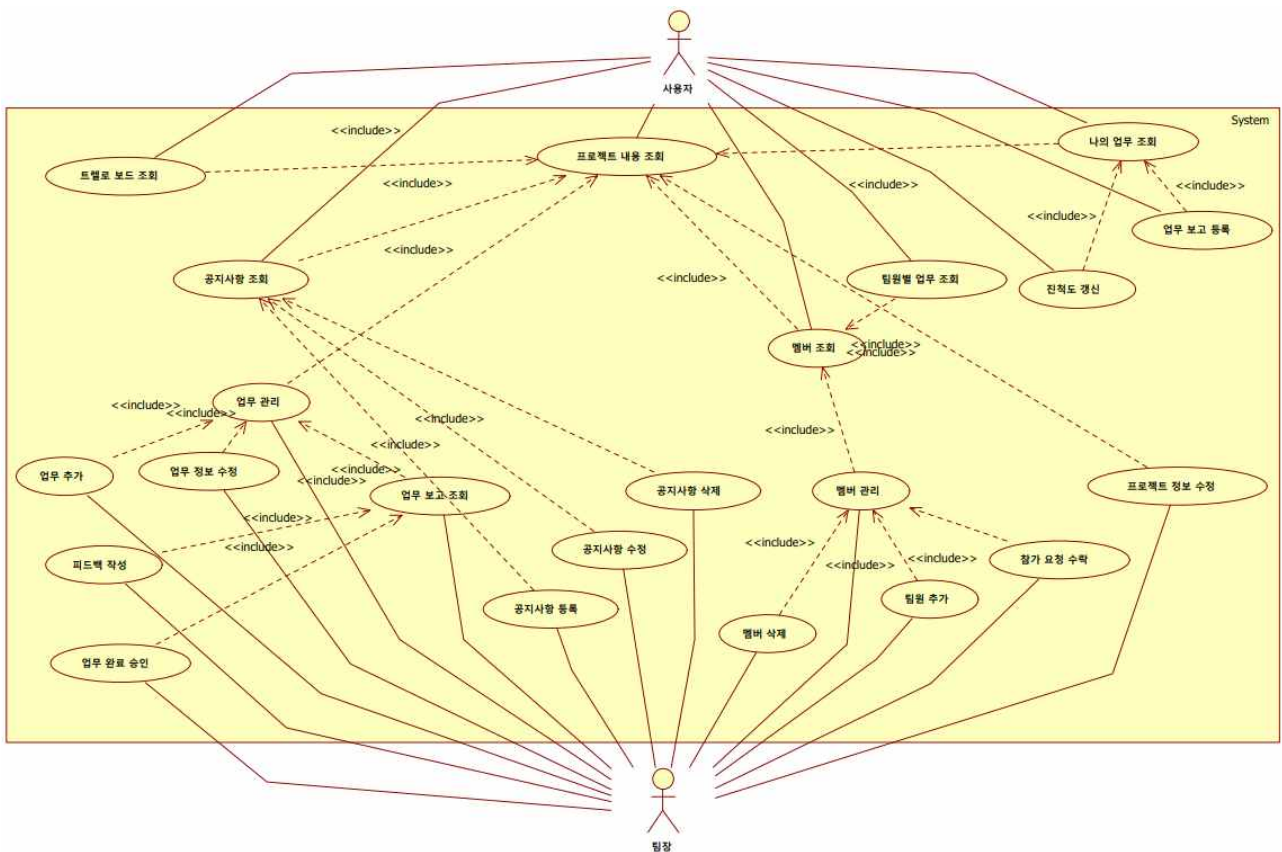 사용자
System
<<include>>
프로젝트 내용 조회
나의 업무 조회
트렐로 보드 조회
<<include>>
<<include>>
<<include>>
<<include>>
업무 보고 등록
<<include>>
<<include>>
공지사항 조회
팀원별 업무 조회
진척도 갱신
멤버 조회
<<include>>
<<include>>
업무 관리
<<include>>
<<include>>
<<include>>
<<include>>
<<include>>
업무 추가
업무 정보 수정
<<include>>
<<include>>
업무 보고 조회
공지사항 삭제
멤버 관리
프로젝트 정보 수정
<<include>>
<<include>>
<<include>>
<<include>>
<<include>>
공지사항 수정
참가 요청 수락
피드백 작성
팀원 추가
공지사항 등록
멤버 삭제
업무 완료 승인
팀장